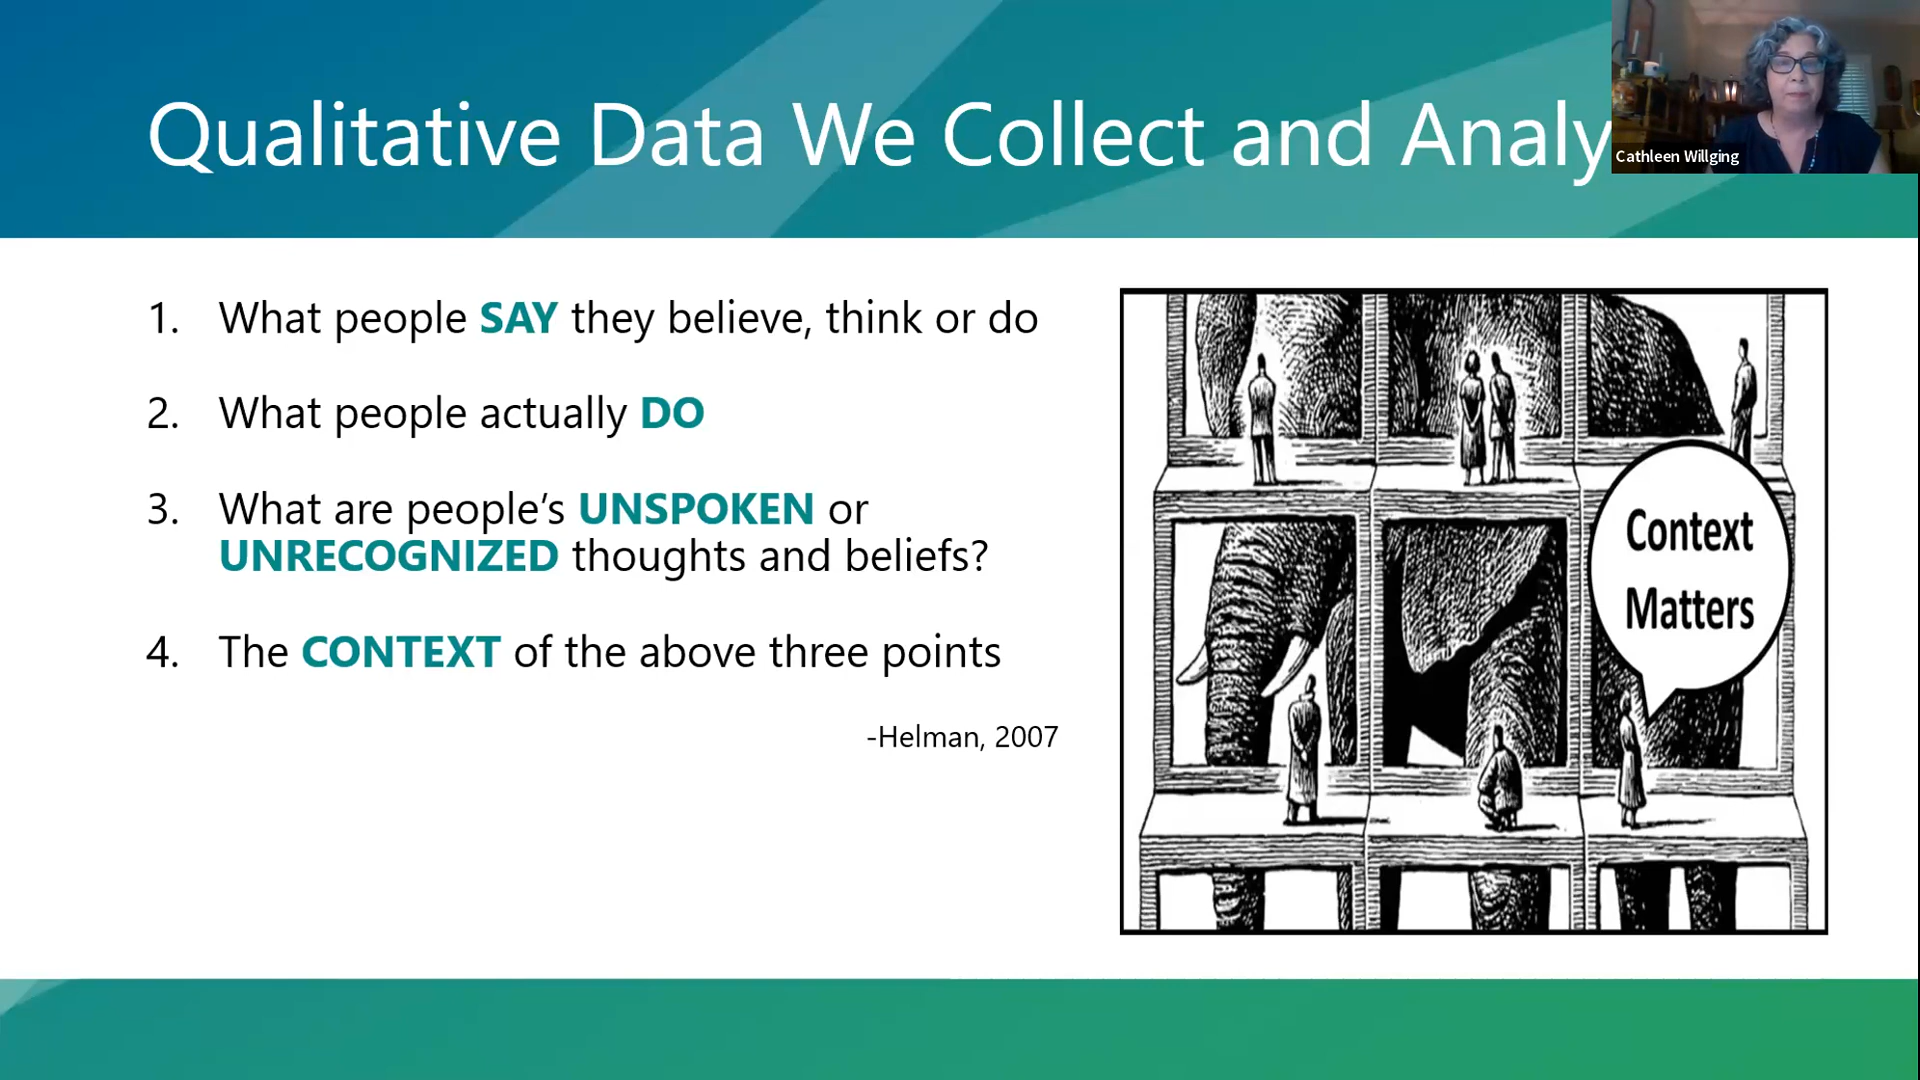 Qualitative Data We Collect and Analy
Cathleen Willging
1. What people SAY they believe, think or do
2. What people actually DO
3. What are people's UNSPOKEN or
UNRECOGNIZED thoughts and beliefs?
4. The CONTEXT of the above three points
-Helman, 2007
Context
Matters